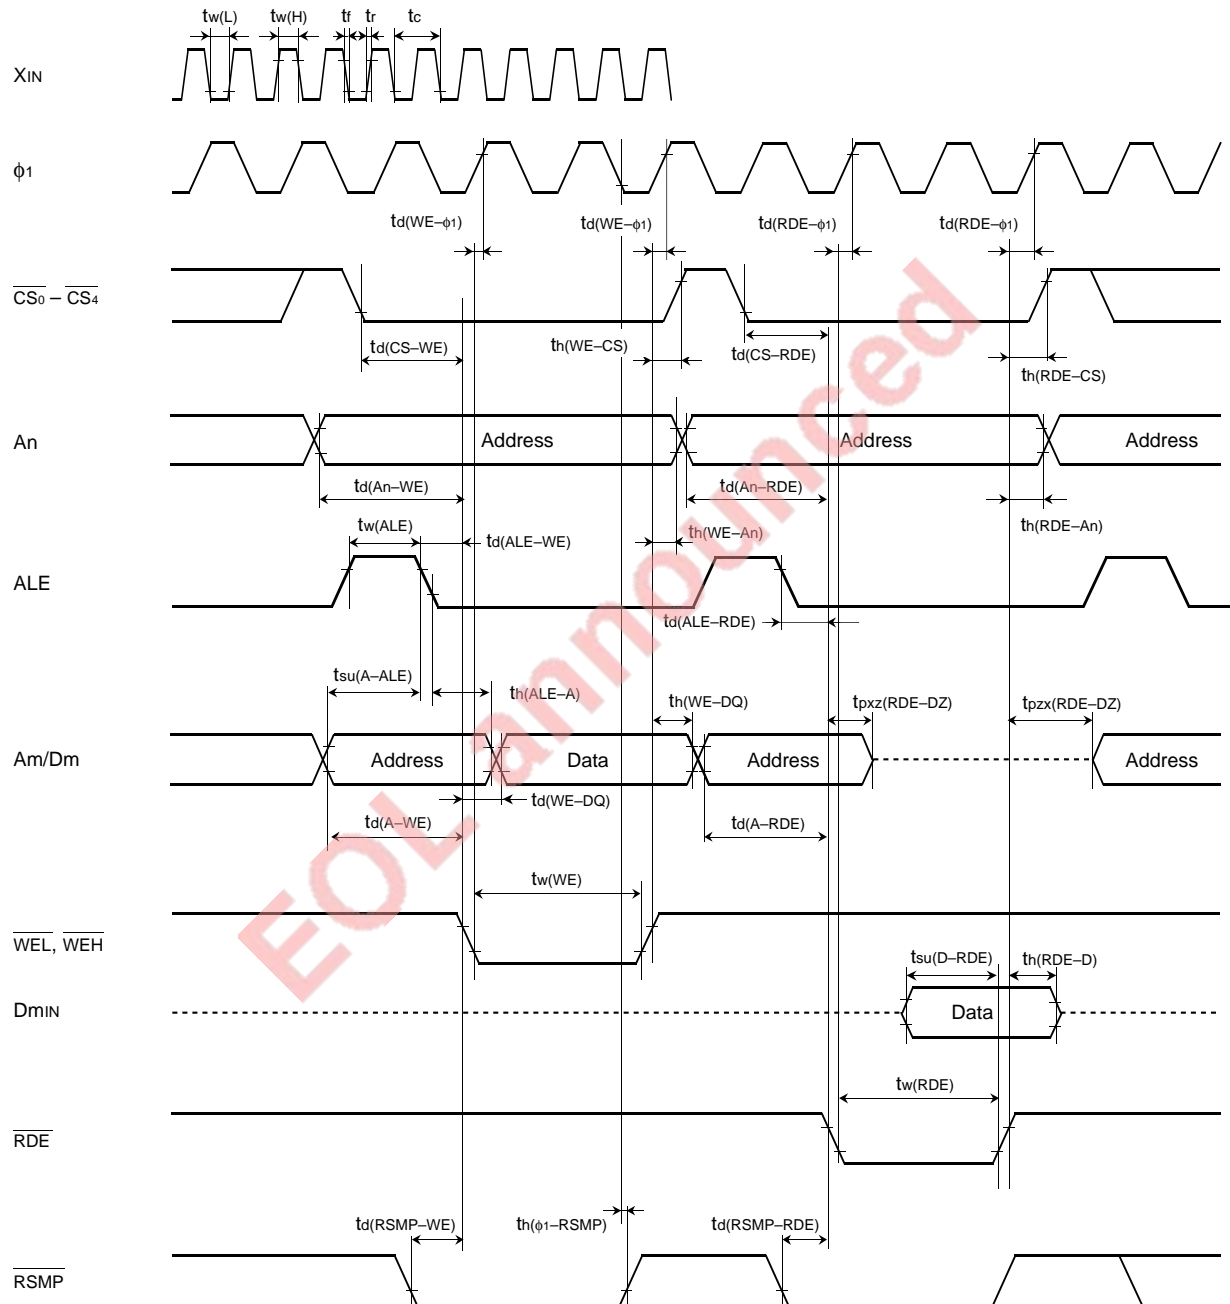 tw(L) tw(H) tf tr tc
XIN
ϕ1
td(WE–ϕ1) td(WE–ϕ1) td(RDE–ϕ1) td(RDE–ϕ1)
CS0 – CS4
td(CS–WE) th(WE–CS) td(CS–RDE) th(RDE–CS)
An Address Address Address
td(An–WE) td(An–RDE)
tw(ALE) td(ALE–WE) th(WE–An) th(RDE–An)
ALE
td(ALE–RDE)
tsu(A–ALE) th(ALE–A) th(WE–DQ) tpxz(RDE–DZ) tpzx(RDE–DZ)
Am/Dm Address Data Address Address
td(WE–DQ)
td(A–WE) td(A–RDE)
tw(WE)
WEL, WEH
tsu(D–RDE) th(RDE–D)
DmIN Data
tw(RDE)
RDE
td(RSMP–WE) th(ϕ1–RSMP) td(RSMP–RDE)
RSMP
EOL announced